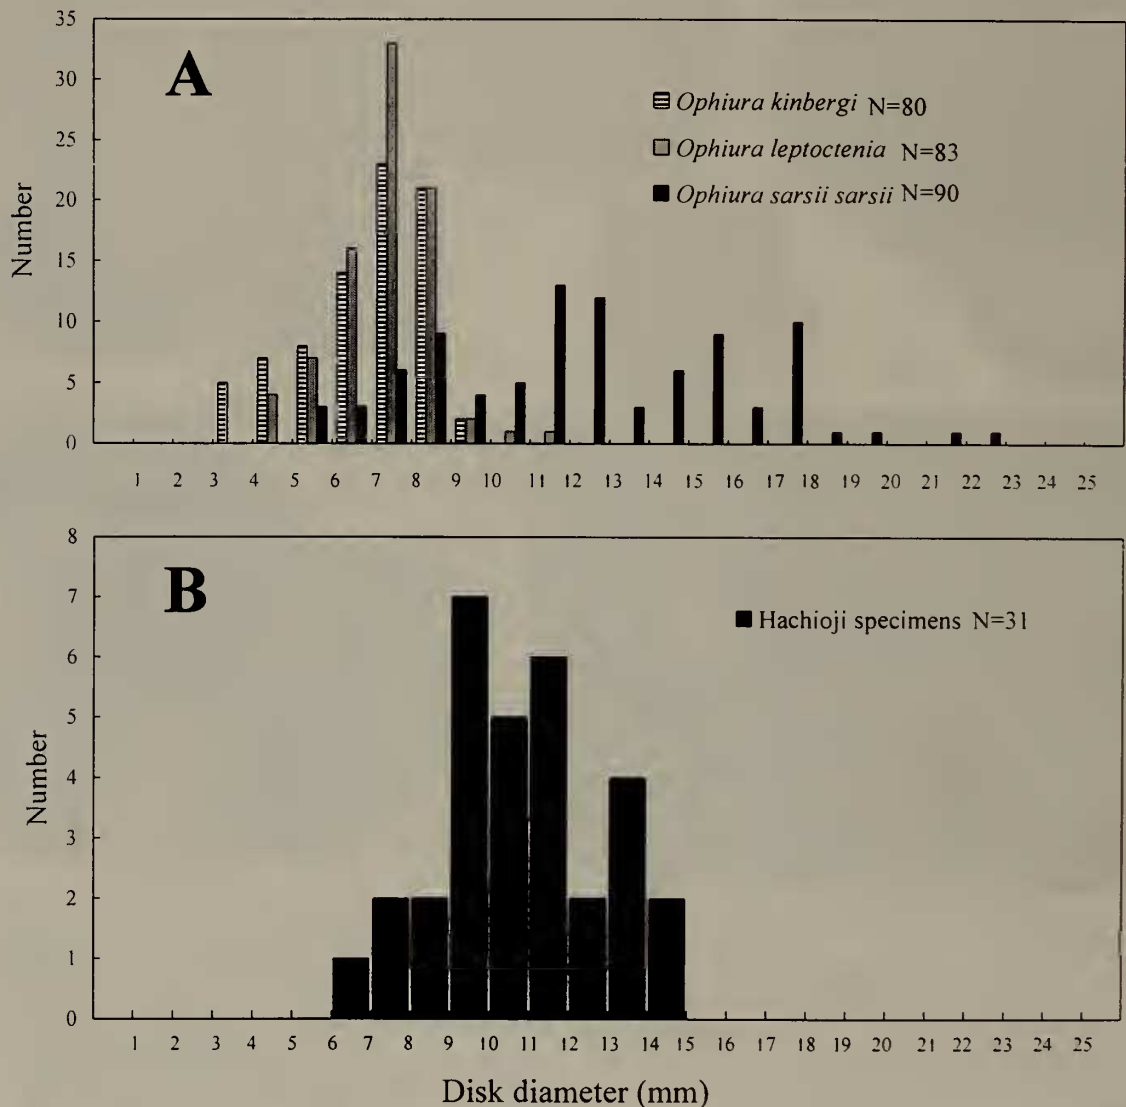 A
Ophiura kinbergi N=80
Ophiura leptoctenia N=83
Ophiura sarsii sarsii N=90
Number
35
30
25
20
15
10
5
0
1 2 3 4 5 6 7 8 9 10 11 12 13 14 15 16 17 18 19 20 21 22 23 24 25
B
Hachioji specimens N=31
Number
8
7
6
5
4
3
2
1
0
1 2 3 4 5 6 7 8 9 10 11 12 13 14 15 16 17 18 19 20 21 22 23 24 25
Disk diameter (mm)